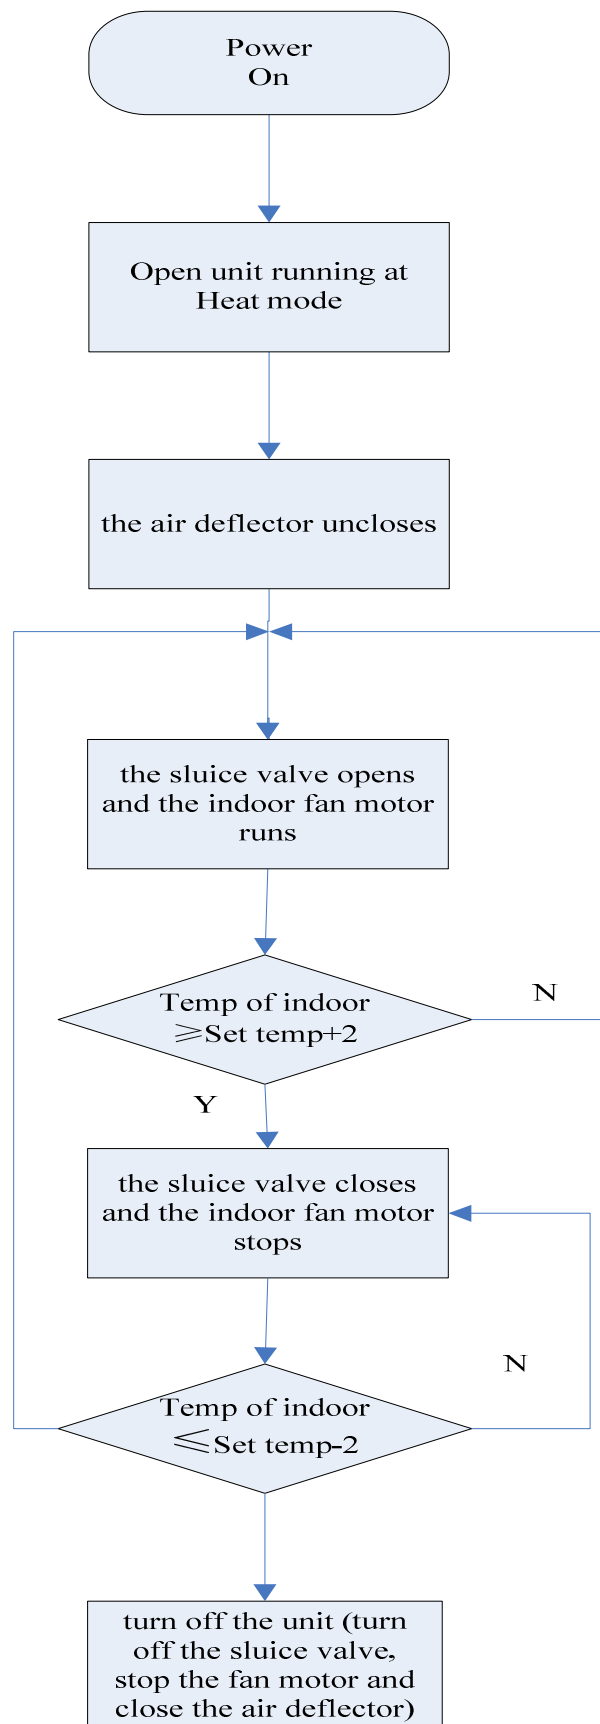 Power
On
Open unit running at
Heat mode
the air deflector uncloses
the sluice valve opens
and the indoor fan motor
runs
Temp of indoor
⩾Set temp+2
N
Y
the sluice valve closes
and the indoor fan motor
stops
N
Temp of indoor
⩽Set temp-2
turn off the unit (turn
off the sluice valve,
stop the fan motor and
close the air deflector)